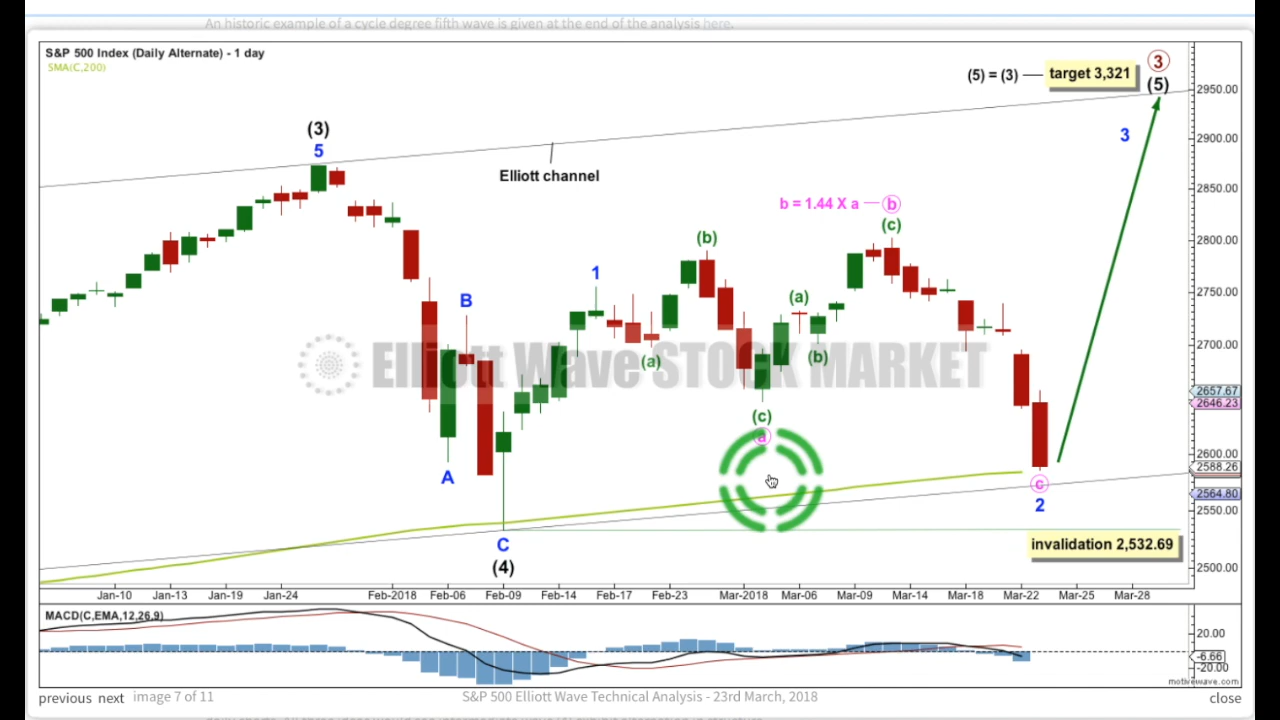 An historic example of a cycle degree fifth wave is given at the end of the analysis here.
S&P 500 Index (Daily Alternate) - 1 day
SMA(C,200)
(5) = (3) — target 3,321
3
(5)
2950.00
3
2900.00
(3)
5
Elliott channel
2850.00
b = 1.44 X a — b
(c)
2800.00
(b)
B
1
(a)
2750.00
Elliott Wave STOCK MARKET
(a)
(b)
2700.00
2657.67
2646.23
(c)
a
A
2600.00
2588.26
c
2
2564.80
2550.00
C
(4)
invalidation 2,532.69
2500.00
Jan-10 Jan-13 Jan-19 Jan-24 Feb-2018 Feb-06 Feb-09 Feb-14 Feb-17 Feb-23 Mar-2018 Mar-06 Mar-09 Mar-14 Mar-18 Mar-22 Mar-25 Mar-28
MACD(C,EMA,12,26,9)
20.00
-6.66
-20.00
motivewave.com
previous next image 7 of 11 S&P 500 Elliott Wave Technical Analysis - 23rd March, 2018 close